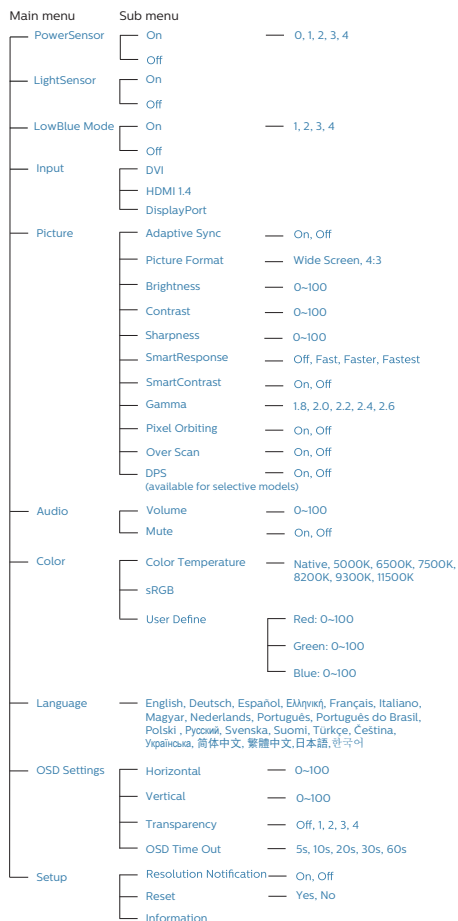 Main menu Sub menu
PowerSensor On 0, 1, 2, 3, 4
Off
LightSensor On
Off
LowBlue Mode On 1, 2, 3, 4
Off
Input DVI
HDMI 1.4
DisplayPort
Picture Adaptive Sync On, Off
Picture Format Wide Screen, 4:3
Brightness 0~100
Contrast 0~100
Sharpness 0~100
SmartResponse Off, Fast, Faster, Fastest
SmartContrast On, Off
Gamma 1.8, 2.0, 2.2, 2.4, 2.6
Pixel Orbiting On, Off
Over Scan On, Off
DPS On, Off
(available for selective models)
Audio Volume 0~100
Mute On, Off
Color Color Temperature Native, 5000K, 6500K, 7500K,
8200K, 9300K, 11500K
sRGB
User Define Red: 0~100
Green: 0~100
Blue: 0~100
Language English, Deutsch, Español, Ελληνική, Français, Italiano,
Magyar, Nederlands, Português, Português do Brasil,
Polski , Русский, Svenska, Suomi, Türkçe, Čeština,
Українська, 简体中文, 繁體中文,日本語,한국어
OSD Settings Horizontal 0~100
Vertical 0~100
Transparency Off, 1, 2, 3, 4
OSD Time Out 5s, 10s, 20s, 30s, 60s
Setup Resolution Notification On, Off
Reset Yes, No
Information